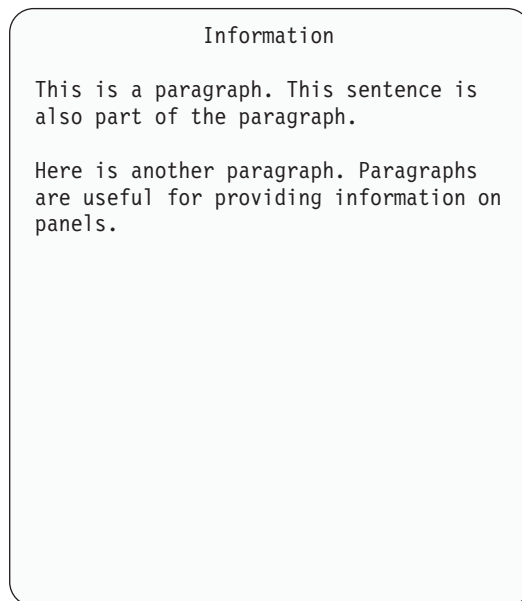 Information
This is a paragraph. This sentence is
also part of the paragraph.
Here is another paragraph. Paragraphs
are useful for providing information on
panels.